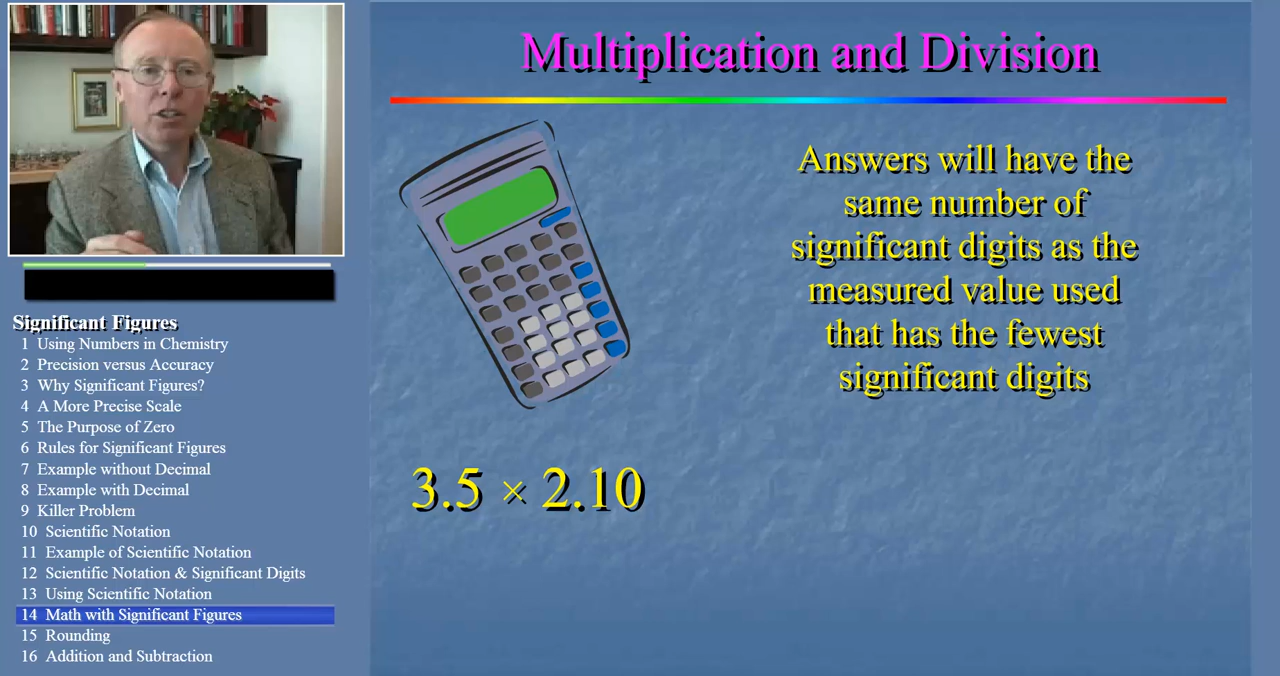 Multiplication and Division
Answers will have the
same number of
significant digits as the
measured value used
that has the fewest
significant digits
3.5 × 2.10
Significant Figures
1 Using Numbers in Chemistry
2 Precision versus Accuracy
3 Why Significant Figures?
4 A More Precise Scale
5 The Purpose of Zero
6 Rules for Significant Figures
7 Example without Decimal
8 Example with Decimal
9 Killer Problem
10 Scientific Notation
11 Example of Scientific Notation
12 Scientific Notation & Significant Digits
13 Using Scientific Notation
14 Math with Significant Figures
15 Rounding
16 Addition and Subtraction